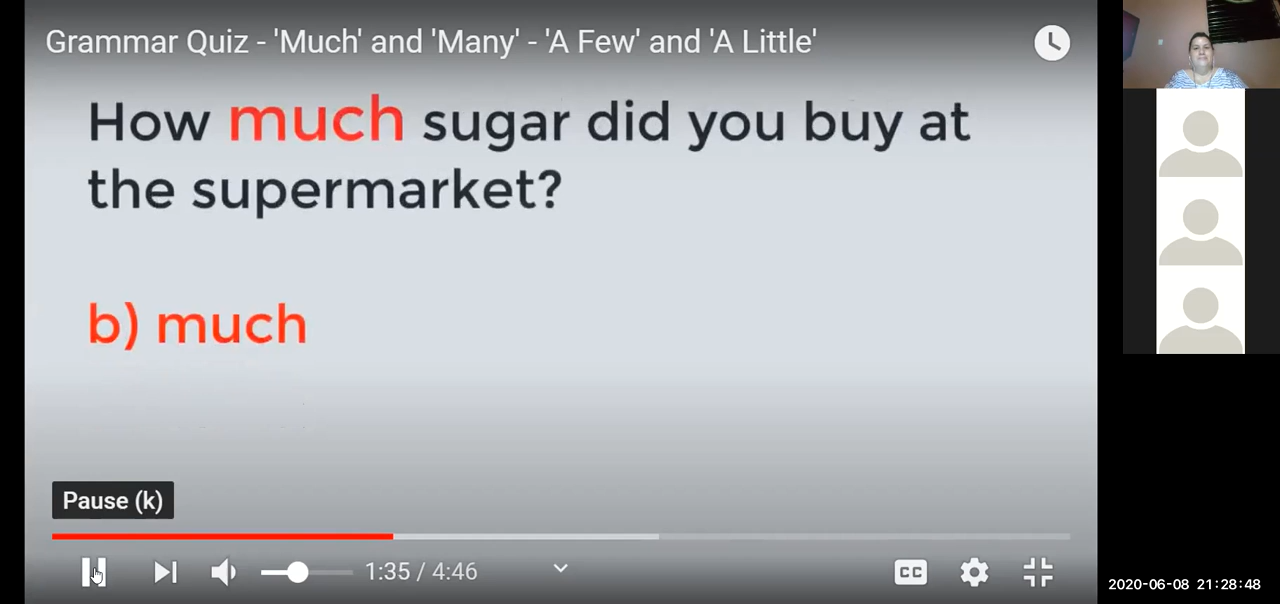 Grammar Quiz - 'Much' and 'Many' - 'A Few' and 'A Little'
How much sugar did you buy at
the supermarket?
b) much
Pause (k)
1:35 / 4:46
CC
2020-06-08 21:28:48